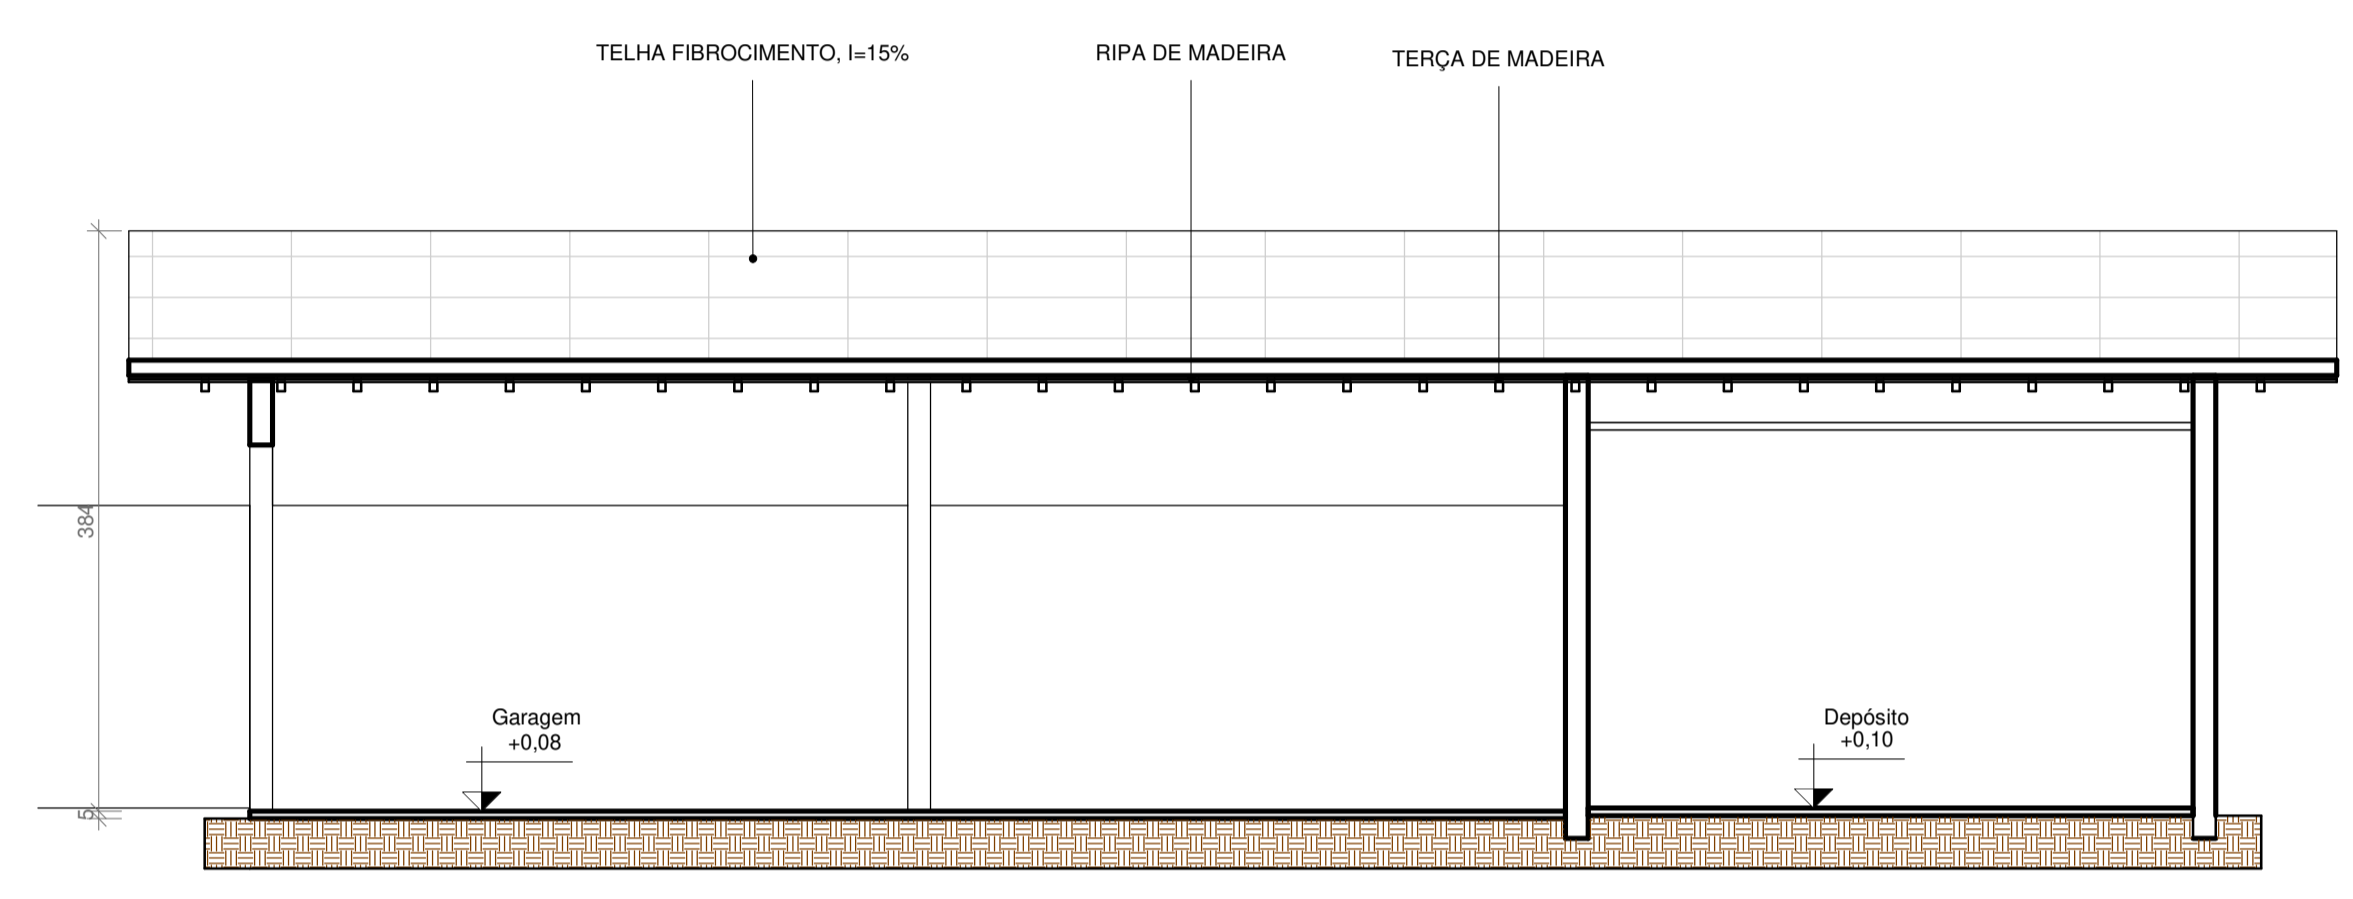 TELHA FIBROCIMENTO, I=15%
RIPA DE MADEIRA
TERÇA DE MADEIRA
384
Garagem
+0,08
Depósito
+0,10
5